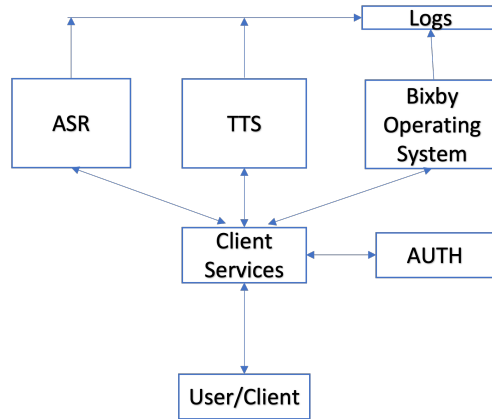 Logs
ASR
TTS
Bixby
Operating
System
Client
Services
AUTH
User/Client